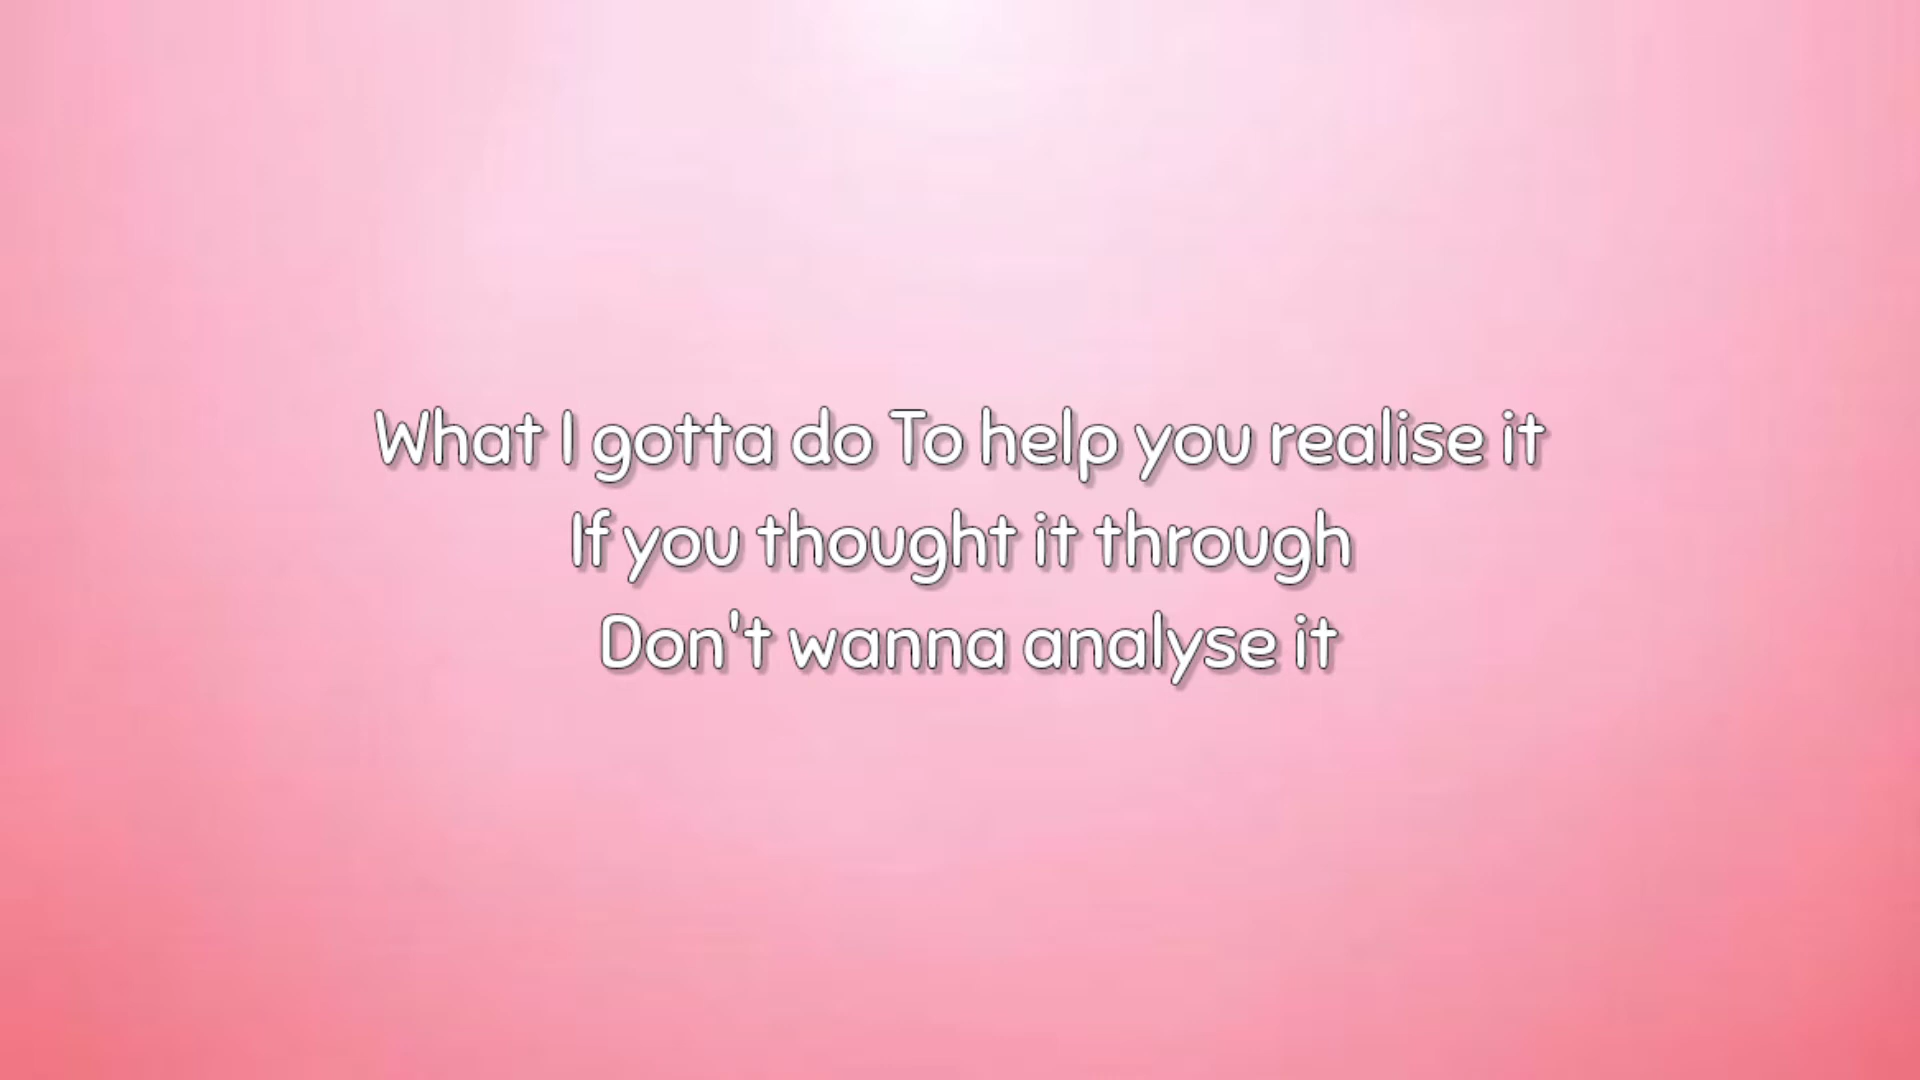 What I gotta do To help you realise it
If you thought it through
Don't wanna analyse it